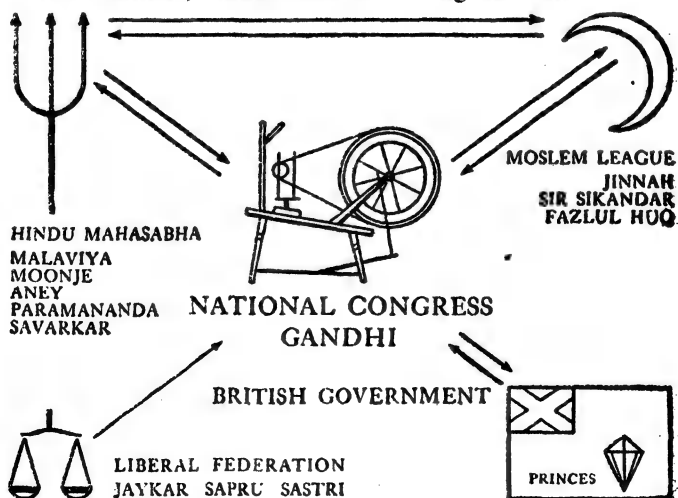 MOSLEM LEAGUE
JINNAH
SIR SIKANDAR
FAZLUL HUQ
HINDU MAHASABHA
MALAVIYA
MOONJE
ANEY
PARAMANANDA
SAVARKAR
NATIONAL CONGRESS
GANDHI
BRITISH GOVERNMENT
PRINCES
LIBERAL FEDERATION
JAYKAR SAPRU SASTRI